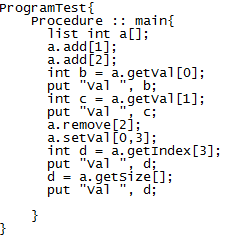 ProgramTest{
Procedure :: main{
list int a[];
a.add[1];
a.add[2];
int b = a.getVal[0];
put "Val ", b;
int c = a.getVal[1];
put "Val ", c;
a.remove[2];
a.setVal[0,3];
int d = a.getIndex[3];
put "Val ", d;
d = a.getSize[];
put "Val ", d;
}
}